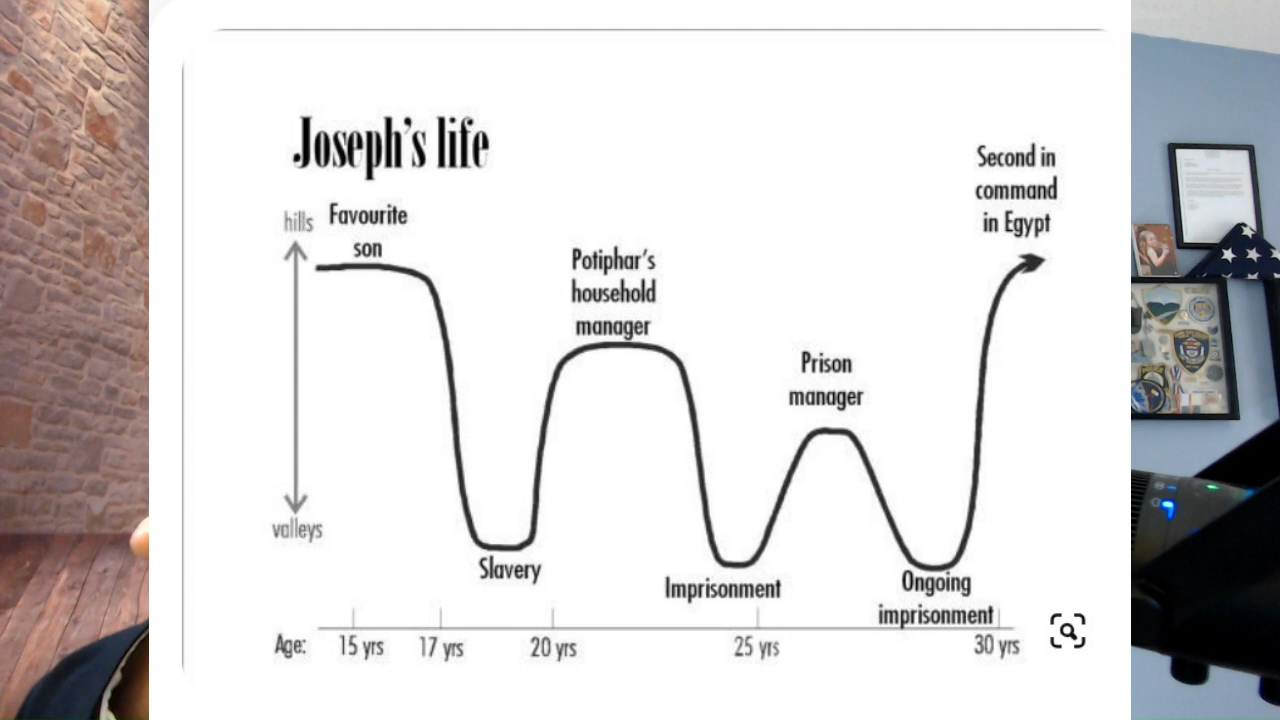 Joseph's life
hills
Favourite
son
Potiphar's
household
manager
Prison
manager
Second in
command
in Egypt
valleys
Slavery
Imprisonment
Ongoing
imprisonment
Age:
15 yrs
17 yrs
20 yrs
25 yrs
30 yrs